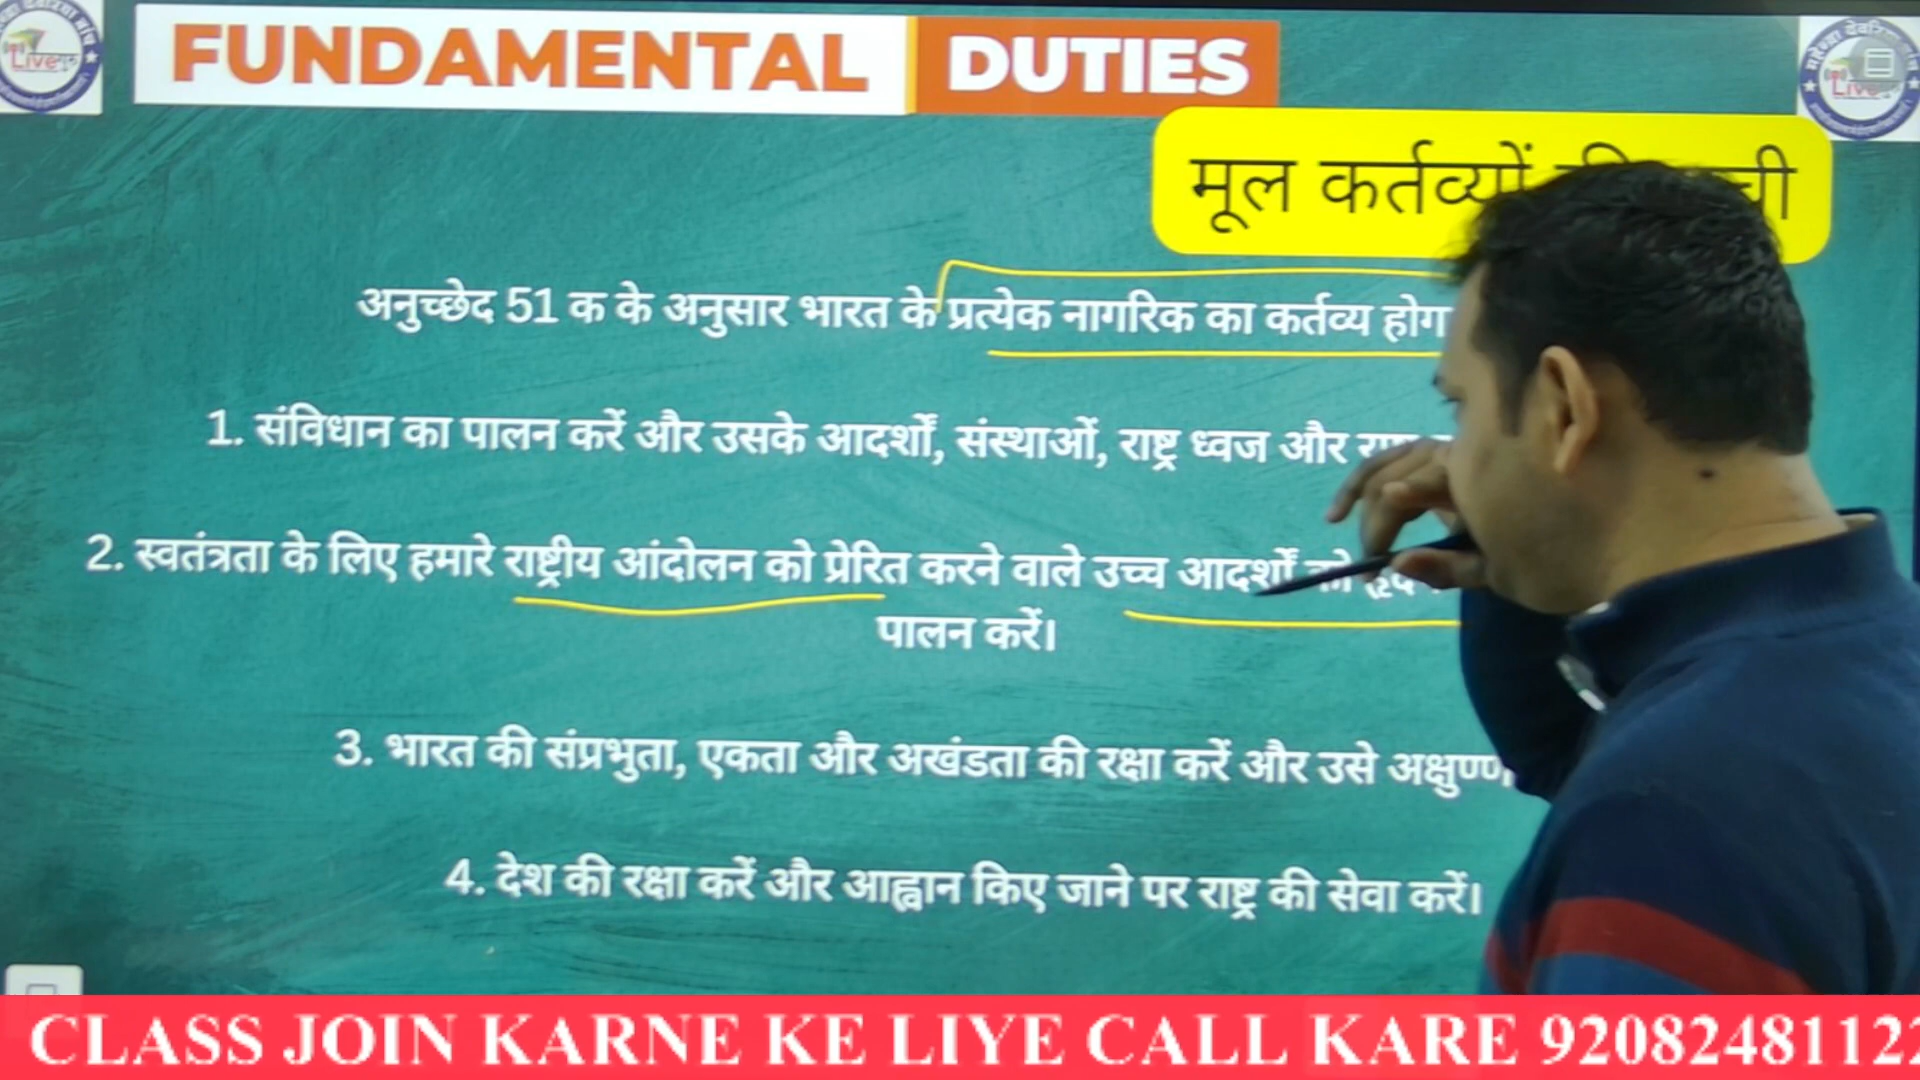 FUNDAMENTAL DUTIES
मूल कर्तव्यों
अनुच्छेद 51 क के अनुसार भारत के प्रत्येक नागरिक का कर्तव्य
1. संविधान का पालन करें और उसके आदर्शों, संस्थाओं, राष्ट्र ध्वज और
2. स्वतंत्रता के लिए हमारे राष्ट्रीय आंदोलन को प्रेरित करने वाले उच्च आदर्शों को
पालन करें।
3. भारत की संप्रभुता, एकता और अखंडता की रक्षा करें और उसे अक्षुण्ण
4. देश की रक्षा करें और आह्वान किए जाने पर राष्ट्र की सेवा करें।
CLASS JOIN KARNE KE LIYE CALL KARE 92082481122